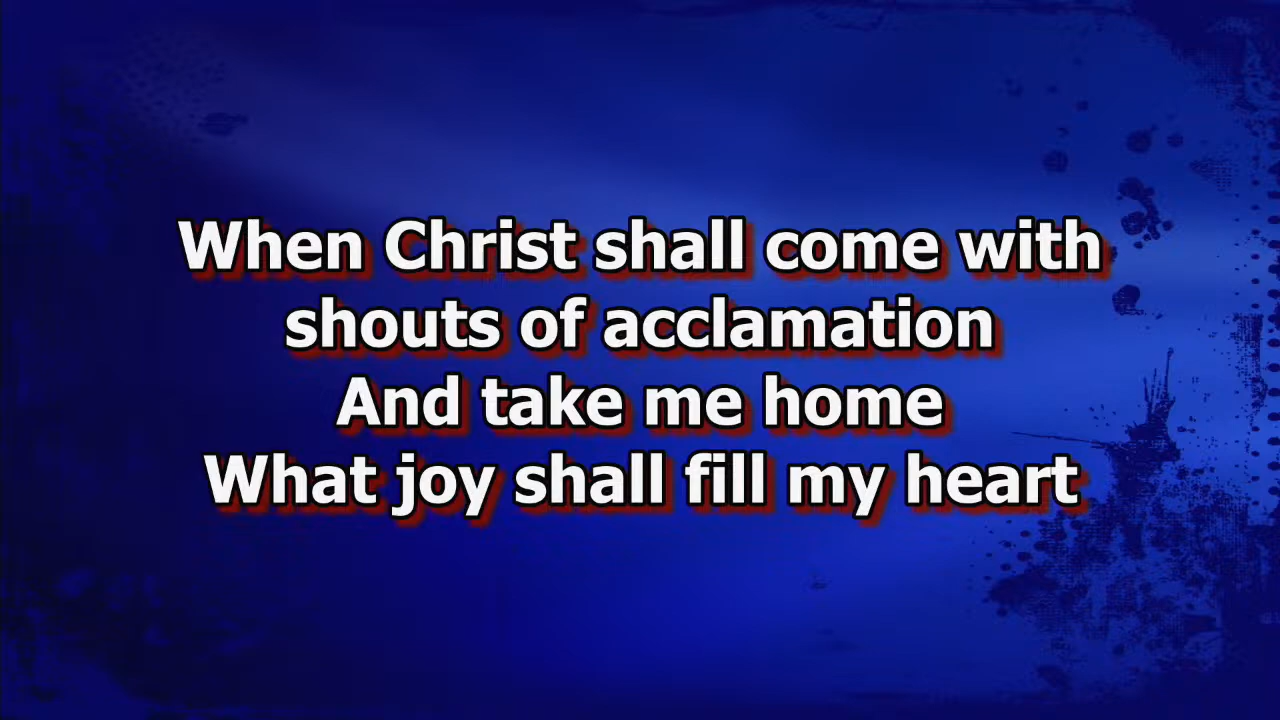 When Christ shall come with
shouts of acclamation
And take me home
What joy shall fill my heart